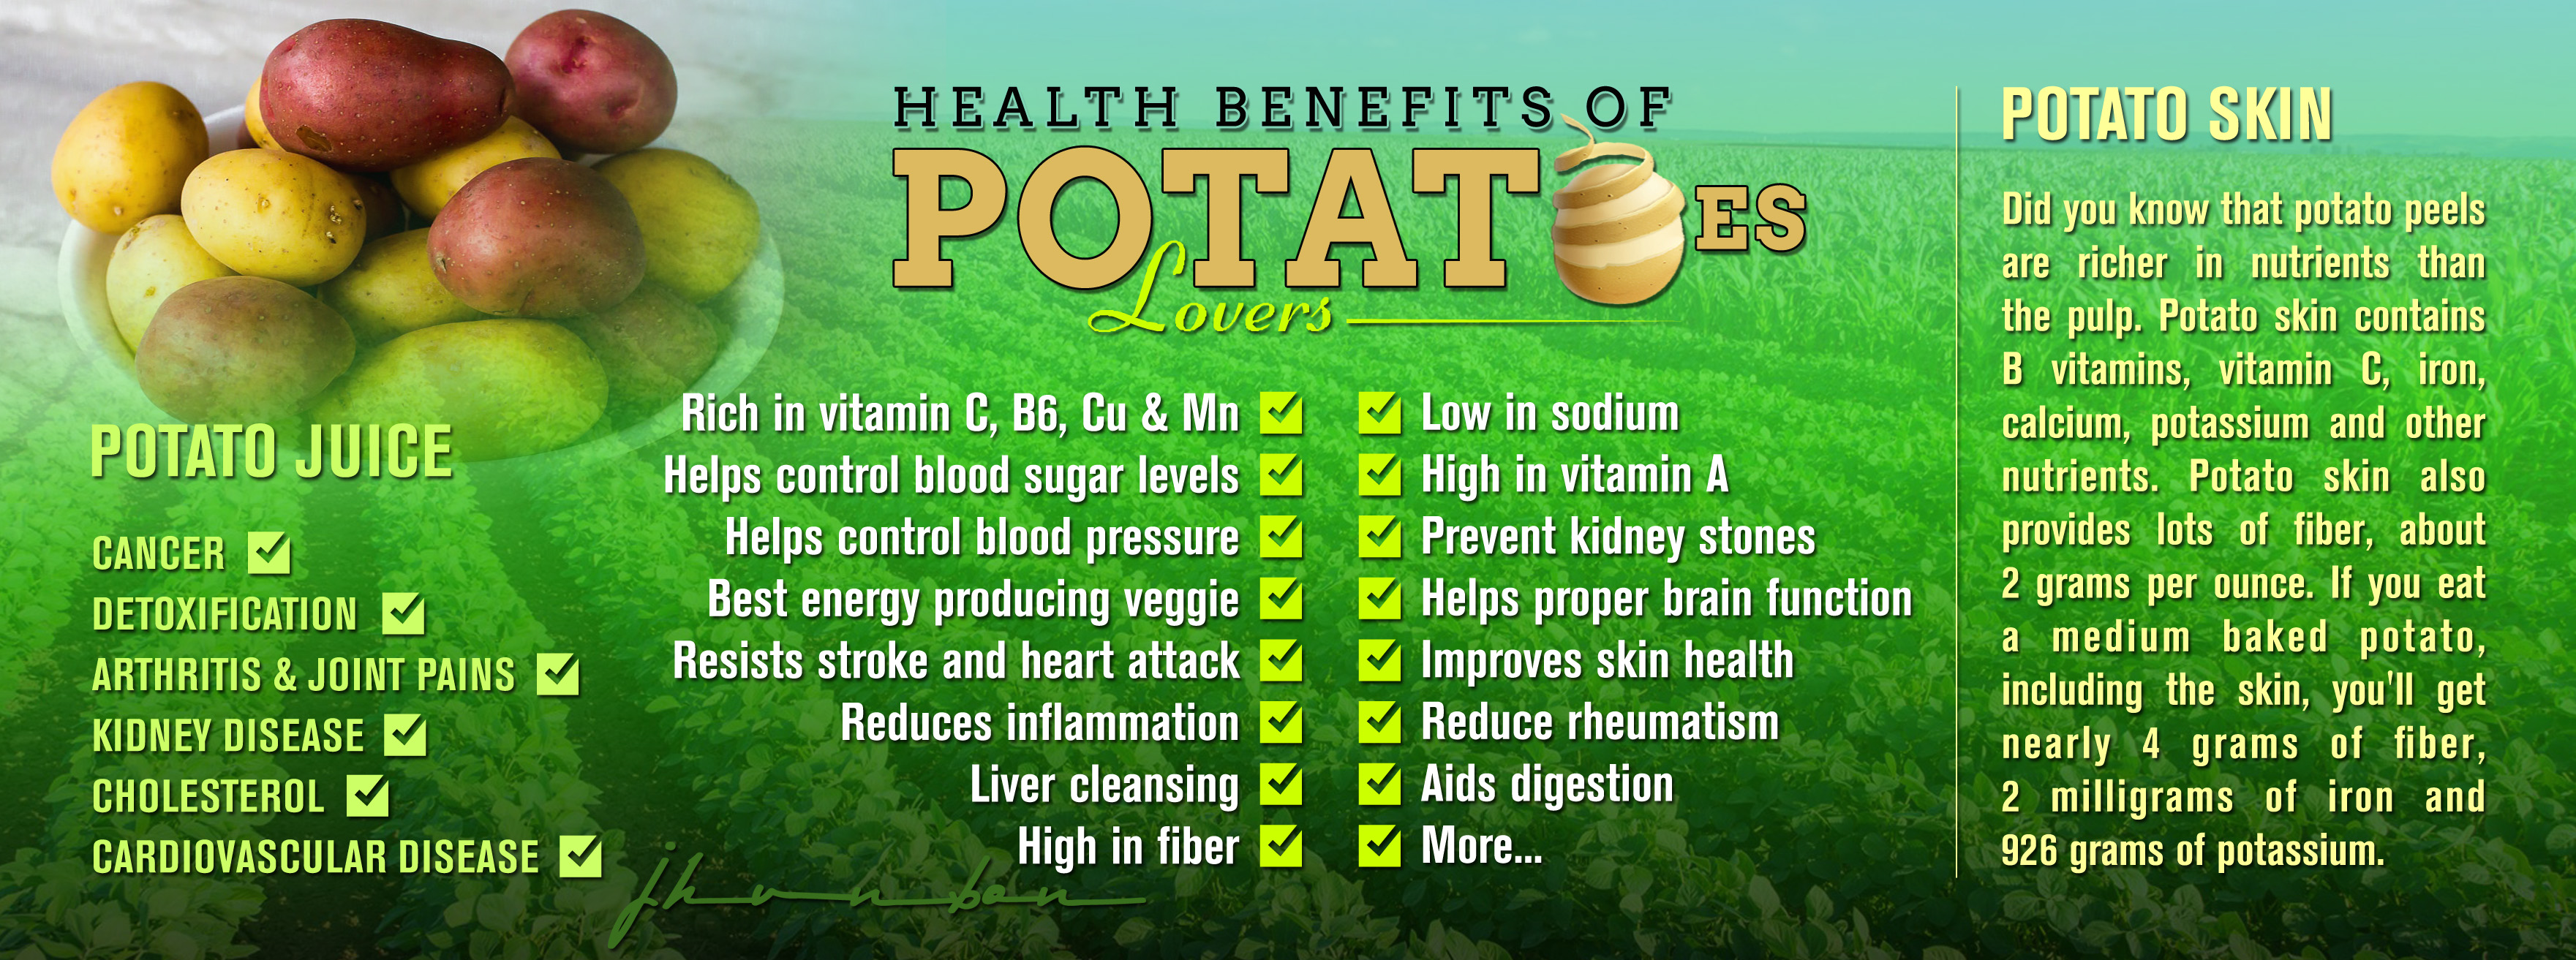 HEALTH BENEFITS OF
POTATOES
Lovers
POTATO JUICE
CANCER
DETOXIFICATION
ARTHRITIS & JOINT PAINS
KIDNEY DISEASE
CHOLESTEROL
CARDIOVASCULAR DISEASE
Rich in vitamin C, B6, Cu & Mn
Helps control blood sugar levels
Helps control blood pressure
Best energy producing veggie
Resists stroke and heart attack
Reduces inflammation
Liver cleansing
High in fiber
Low in sodium
High in vitamin A
Prevent kidney stones
Helps proper brain function
Improves skin health
Reduce rheumatism
Aids digestion
More...
POTATO SKIN
Did you know that potato peels
are richer in nutrients than
the pulp. Potato skin contains
B vitamins, vitamin C, iron,
calcium, potassium and other
nutrients. Potato skin also
provides lots of fiber, about
2 grams per ounce. If you eat
a medium baked potato,
including the skin, you'll get
nearly 4 grams of fiber,
2 milligrams of iron and
926 grams of potassium.